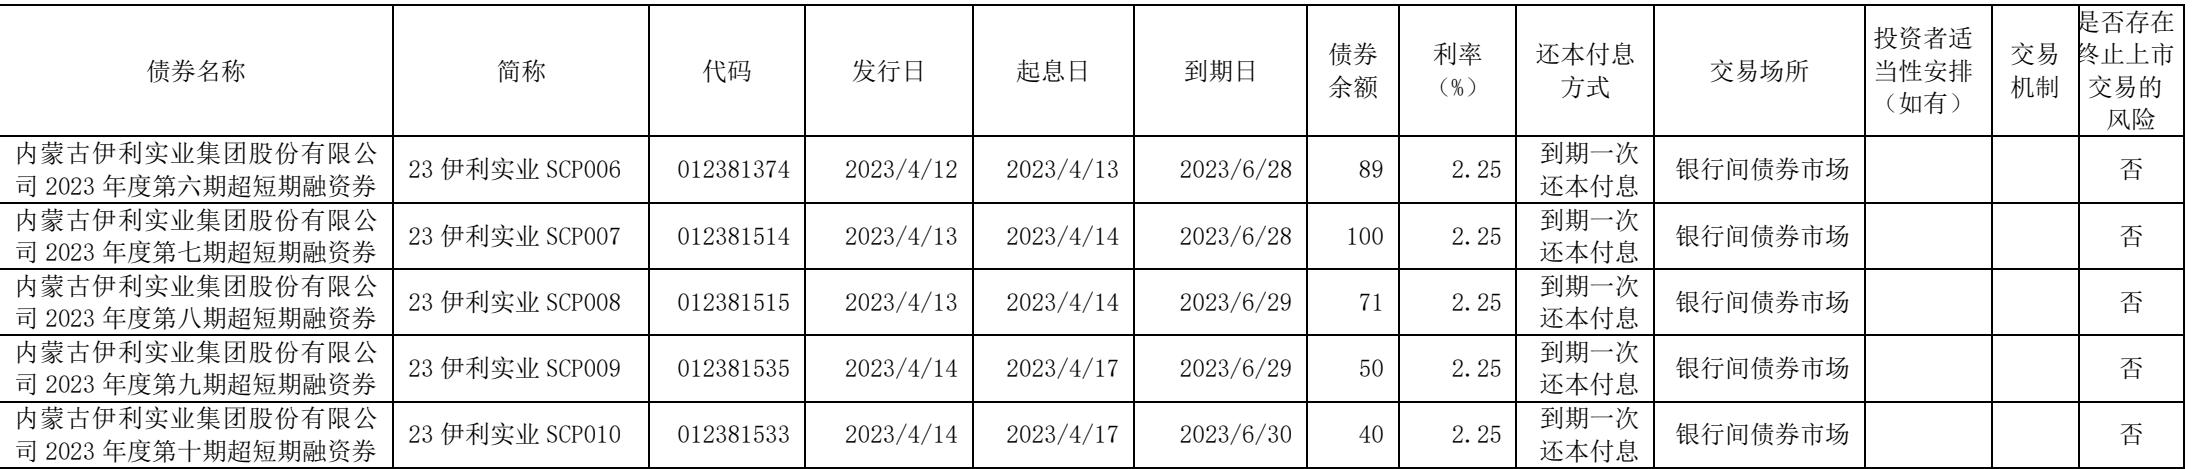 债券名称 简称 代码 发行日 起息日 到期日 债券余额 利率（%） 还本付息方式 交易场所 投资者适当性安排（如有） 交易机制 是否存在终止上市交易的风险
内蒙古伊利实业集团股份有限公司 2023 年度第六期超短期融资券 23 伊利实业 SCP006 012381374 2023/4/12 2023/4/13 2023/6/28 89 2.25 到期一次还本付息 银行间债券市场 否
内蒙古伊利实业集团股份有限公司 2023 年度第七期超短期融资券 23 伊利实业 SCP007 012381514 2023/4/13 2023/4/14 2023/6/28 100 2.25 到期一次还本付息 银行间债券市场 否
内蒙古伊利实业集团股份有限公司 2023 年度第八期超短期融资券 23 伊利实业 SCP008 012381515 2023/4/13 2023/4/14 2023/6/29 71 2.25 到期一次还本付息 银行间债券市场 否
内蒙古伊利实业集团股份有限公司 2023 年度第九期超短期融资券 23 伊利实业 SCP009 012381535 2023/4/14 2023/4/17 2023/6/29 50 2.25 到期一次还本付息 银行间债券市场 否
内蒙古伊利实业集团股份有限公司 2023 年度第十期超短期融资券 23 伊利实业 SCP010 012381533 2023/4/14 2023/4/17 2023/6/30 40 2.25 到期一次还本付息 银行间债券市场 否